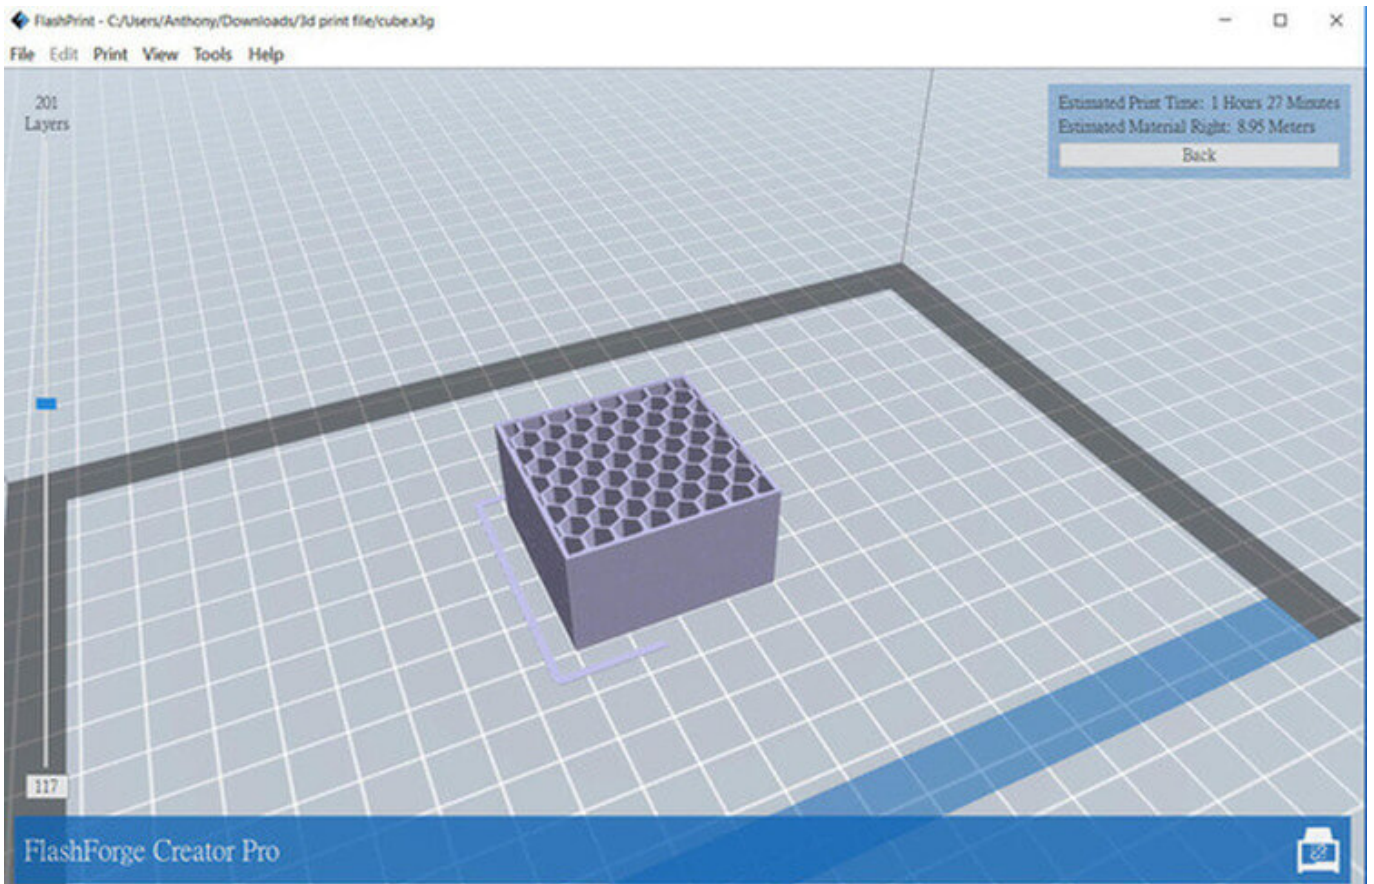 FlashPrint - C:/Users/Anthony/Downloads/3d print file/cube.x3g
File Edit Print View Tools Help
201
Layers
Estimated Print Time: 1 Hours 27 Minutes
Estimated Material Right: 8.95 Meters
Back
117
FlashForge Creator Pro